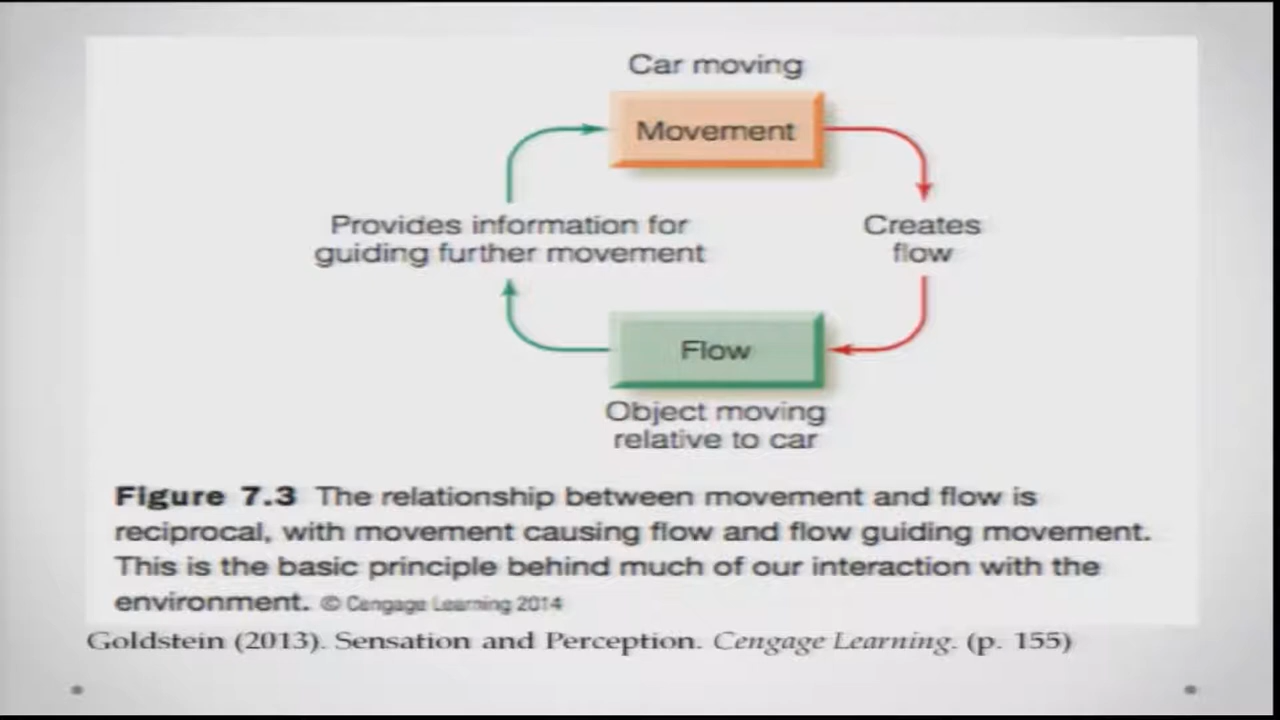 Car moving
Movement
Provides information for
guiding further movement
Creates
flow
Flow
Object moving
relative to car
Figure 7.3 The relationship between movement and flow is
reciprocal, with movement causing flow and flow guiding movement.
This is the basic principle behind much of our interaction with the
environment. © Cengage Learning 2014
Goldstein (2013). Sensation and Perception. Cengage Learning. (p. 155)